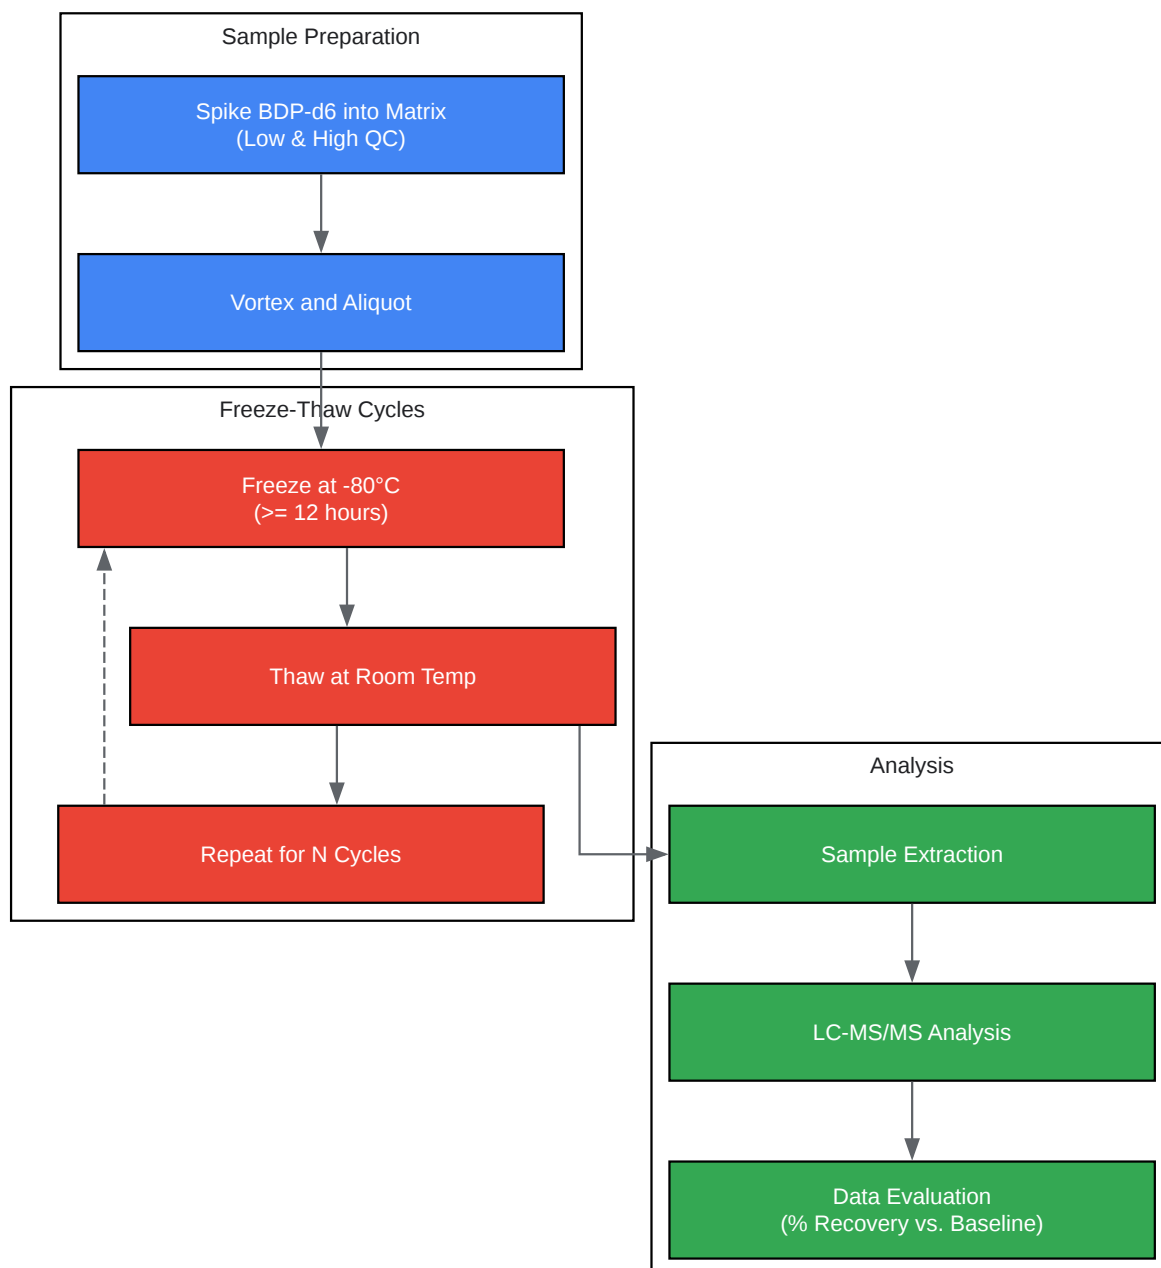 Sample Preparation
Spike BDP-d6 into Matrix
(Low & High QC)
Vortex and Aliquot
Freeze-Thaw Cycles
Freeze at -80°C
(>= 12 hours)
Thaw at Room Temp
Repeat for N Cycles
Analysis
Sample Extraction
LC-MS/MS Analysis
Data Evaluation
(% Recovery vs. Baseline)